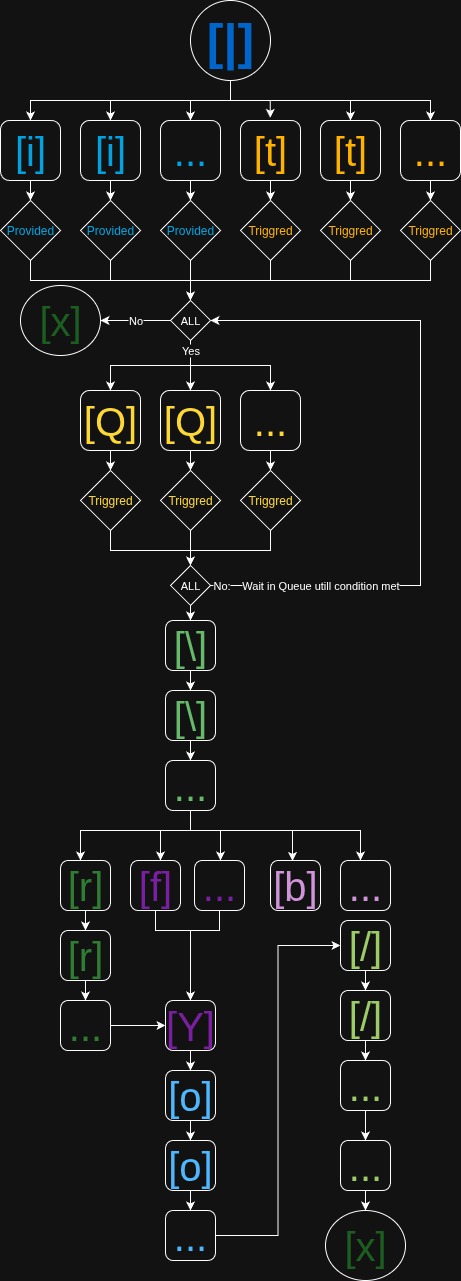 [|]
[i] [i] ... [t] [t] ...
Provided Provided Provided Triggred Triggred Triggred
[x] No ALL
Yes
[Q] [Q] ...
Triggred Triggred Triggred
ALL No: Wait in Queue utill condition met
[\]
[\]
...
[r] [f] ... [b] ...
[r] [/]
... [Y] [/]
[o] ...
[o] ...
... [x]